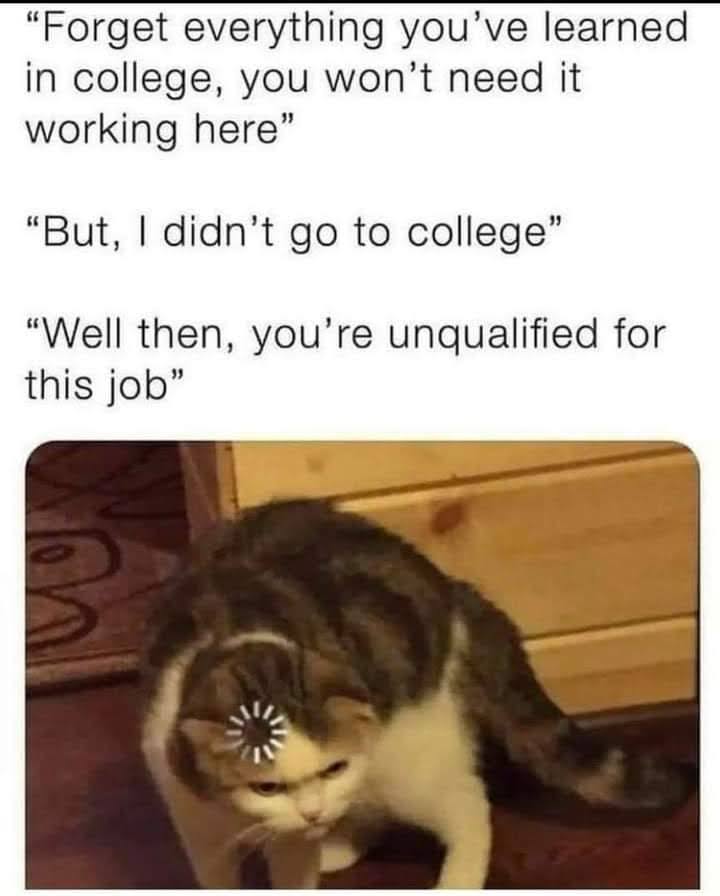 “Forget everything you’ve learned
in college, you won’t need it
working here”
“But, I didn’t go to college”
“Well then, you’re unqualified for
this job”